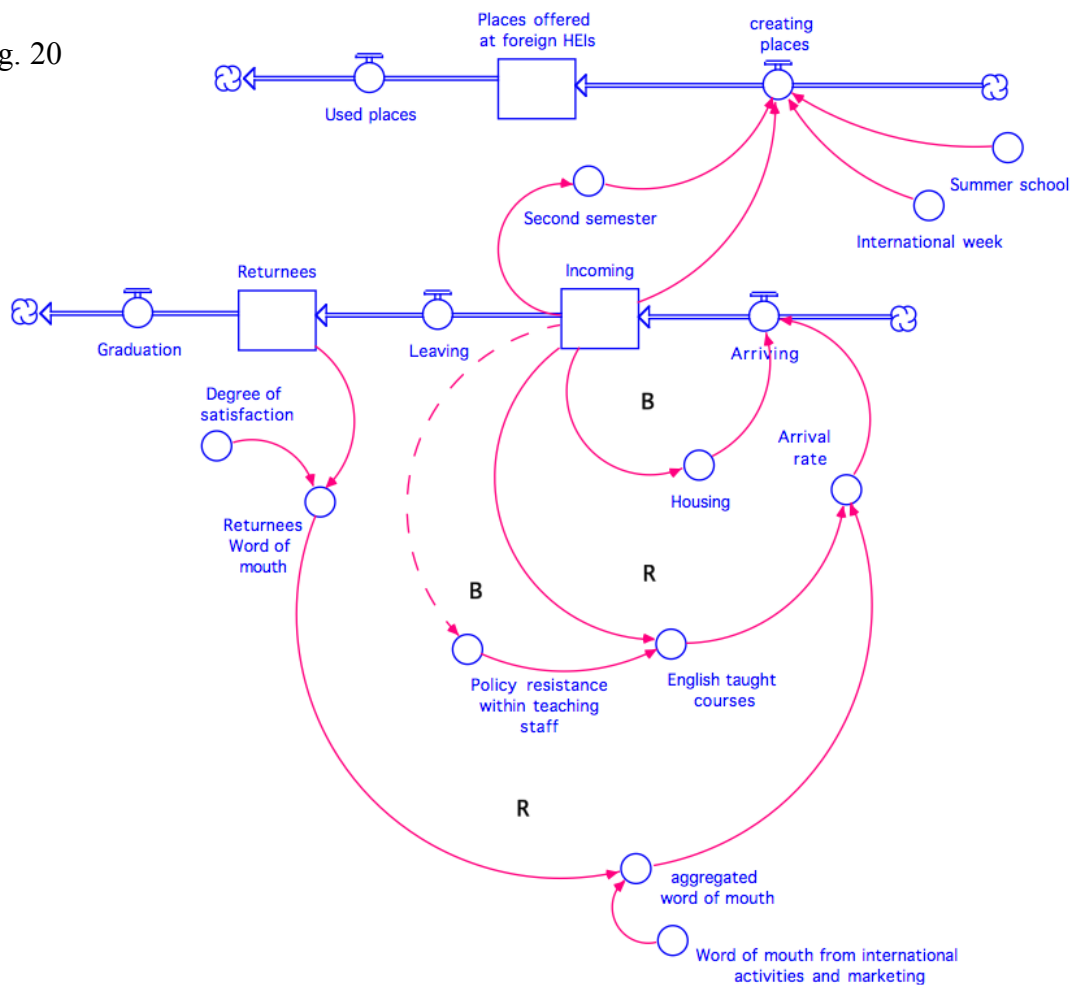 g. 20
Places offered
at foreign HEIs
creating
places
Used places
Summer school
Second semester
International week
Returnees
Incoming
Graduation
Leaving
Arriving
Degree of
satisfaction
B
Arrival
rate
Housing
Returnees
Word of
mouth
R
B
Policy resistance
within teaching
staff
English taught
courses
R
aggregated
word of mouth
Word of mouth from international
activities and marketing